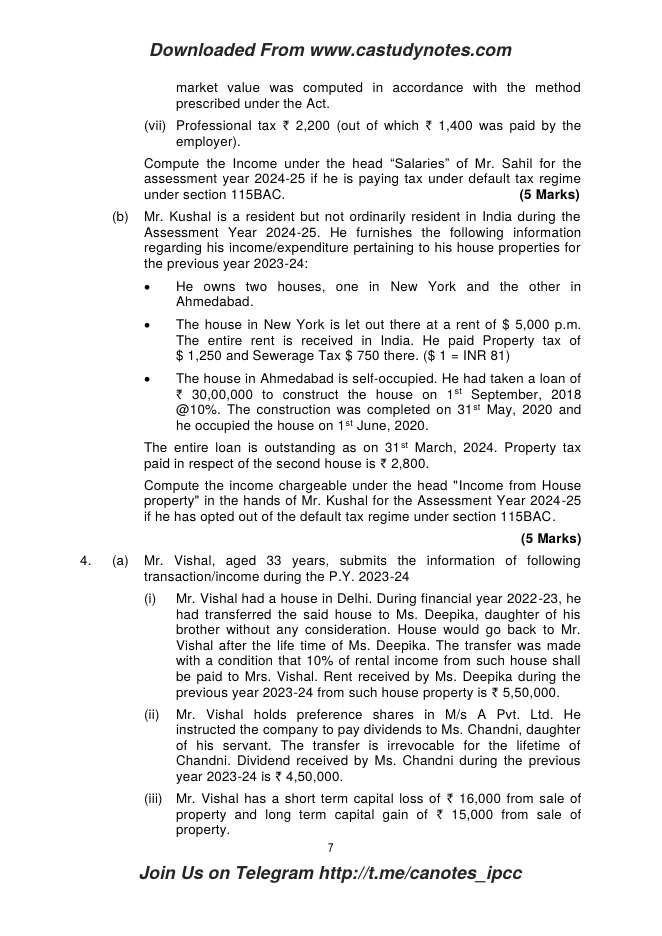 Downloaded From www.castudynotes.com
market value was computed in accordance with the method
prescribed under the Act.
(vii) Professional tax ₹ 2,200 (out of which ₹ 1,400 was paid by the
employer).
Compute the Income under the head “Salaries” of Mr. Sahil for the
assessment year 2024-25 if he is paying tax under default tax regime
under section 115BAC. (5 Marks)
(b) Mr. Kushal is a resident but not ordinarily resident in India during the
Assessment Year 2024-25. He furnishes the following information
regarding his income/expenditure pertaining to his house properties for
the previous year 2023-24:
• He owns two houses, one in New York and the other in
Ahmedabad.
• The house in New York is let out there at a rent of $ 5,000 p.m.
The entire rent is received in India. He paid Property tax of
$ 1,250 and Sewerage Tax $ 750 there. ($ 1 = INR 81)
• The house in Ahmedabad is self-occupied. He had taken a loan of
₹ 30,00,000 to construct the house on 1st September, 2018
@10%. The construction was completed on 31st May, 2020 and
he occupied the house on 1st June, 2020.
The entire loan is outstanding as on 31st March, 2024. Property tax
paid in respect of the second house is ₹ 2,800.
Compute the income chargeable under the head "Income from House
property" in the hands of Mr. Kushal for the Assessment Year 2024-25
if he has opted out of the default tax regime under section 115BAC.
(5 Marks)
4. (a) Mr. Vishal, aged 33 years, submits the information of following
transaction/income during the P.Y. 2023-24
(i) Mr. Vishal had a house in Delhi. During financial year 2022-23, he
had transferred the said house to Ms. Deepika, daughter of his
brother without any consideration. House would go back to Mr.
Vishal after the life time of Ms. Deepika. The transfer was made
with a condition that 10% of rental income from such house shall
be paid to Mrs. Vishal. Rent received by Ms. Deepika during the
previous year 2023-24 from such house property is ₹ 5,50,000.
(ii) Mr. Vishal holds preference shares in M/s A Pvt. Ltd. He
instructed the company to pay dividends to Ms. Chandni, daughter
of his servant. The transfer is irrevocable for the lifetime of
Chandni. Dividend received by Ms. Chandni during the previous
year 2023-24 is ₹ 4,50,000.
(iii) Mr. Vishal has a short term capital loss of ₹ 16,000 from sale of
property and long term capital gain of ₹ 15,000 from sale of
property.
7
Join Us on Telegram http://t.me/canotes_ipcc